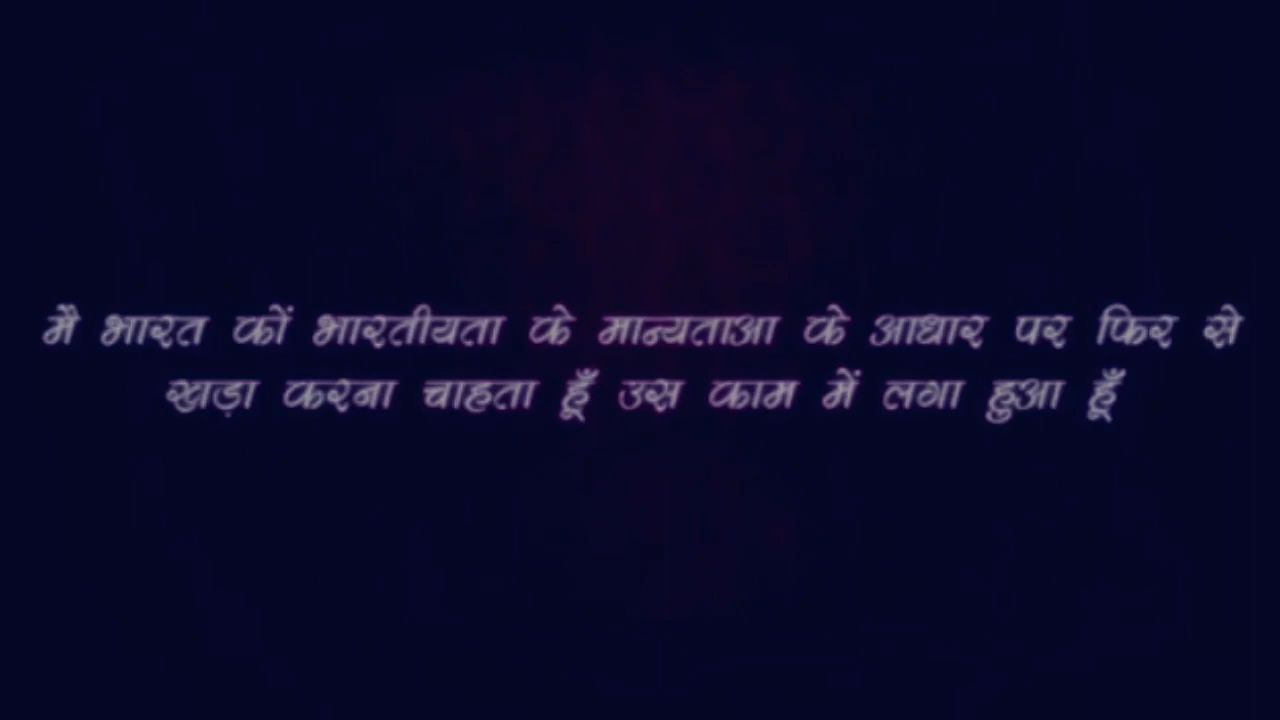 मै भारत कों भारतीयता के मान्यताआ के आधार पर फिर से
खड़ा करना चाहता हूँ उस काम में लगा हुआ हूँ